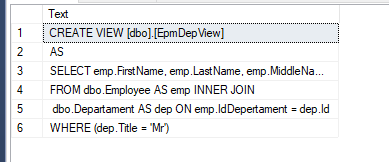 Text
1 CREATE VIEW [dbo].[EpmDepView]
2 AS
3 SELECT emp.FirstName, emp.LastName, emp.MiddleNa...
4 FROM dbo.Employee AS emp INNER JOIN
5 dbo.Departament AS dep ON emp.IdDepertament = dep.Id
6 WHERE (dep.Title = 'Mr')